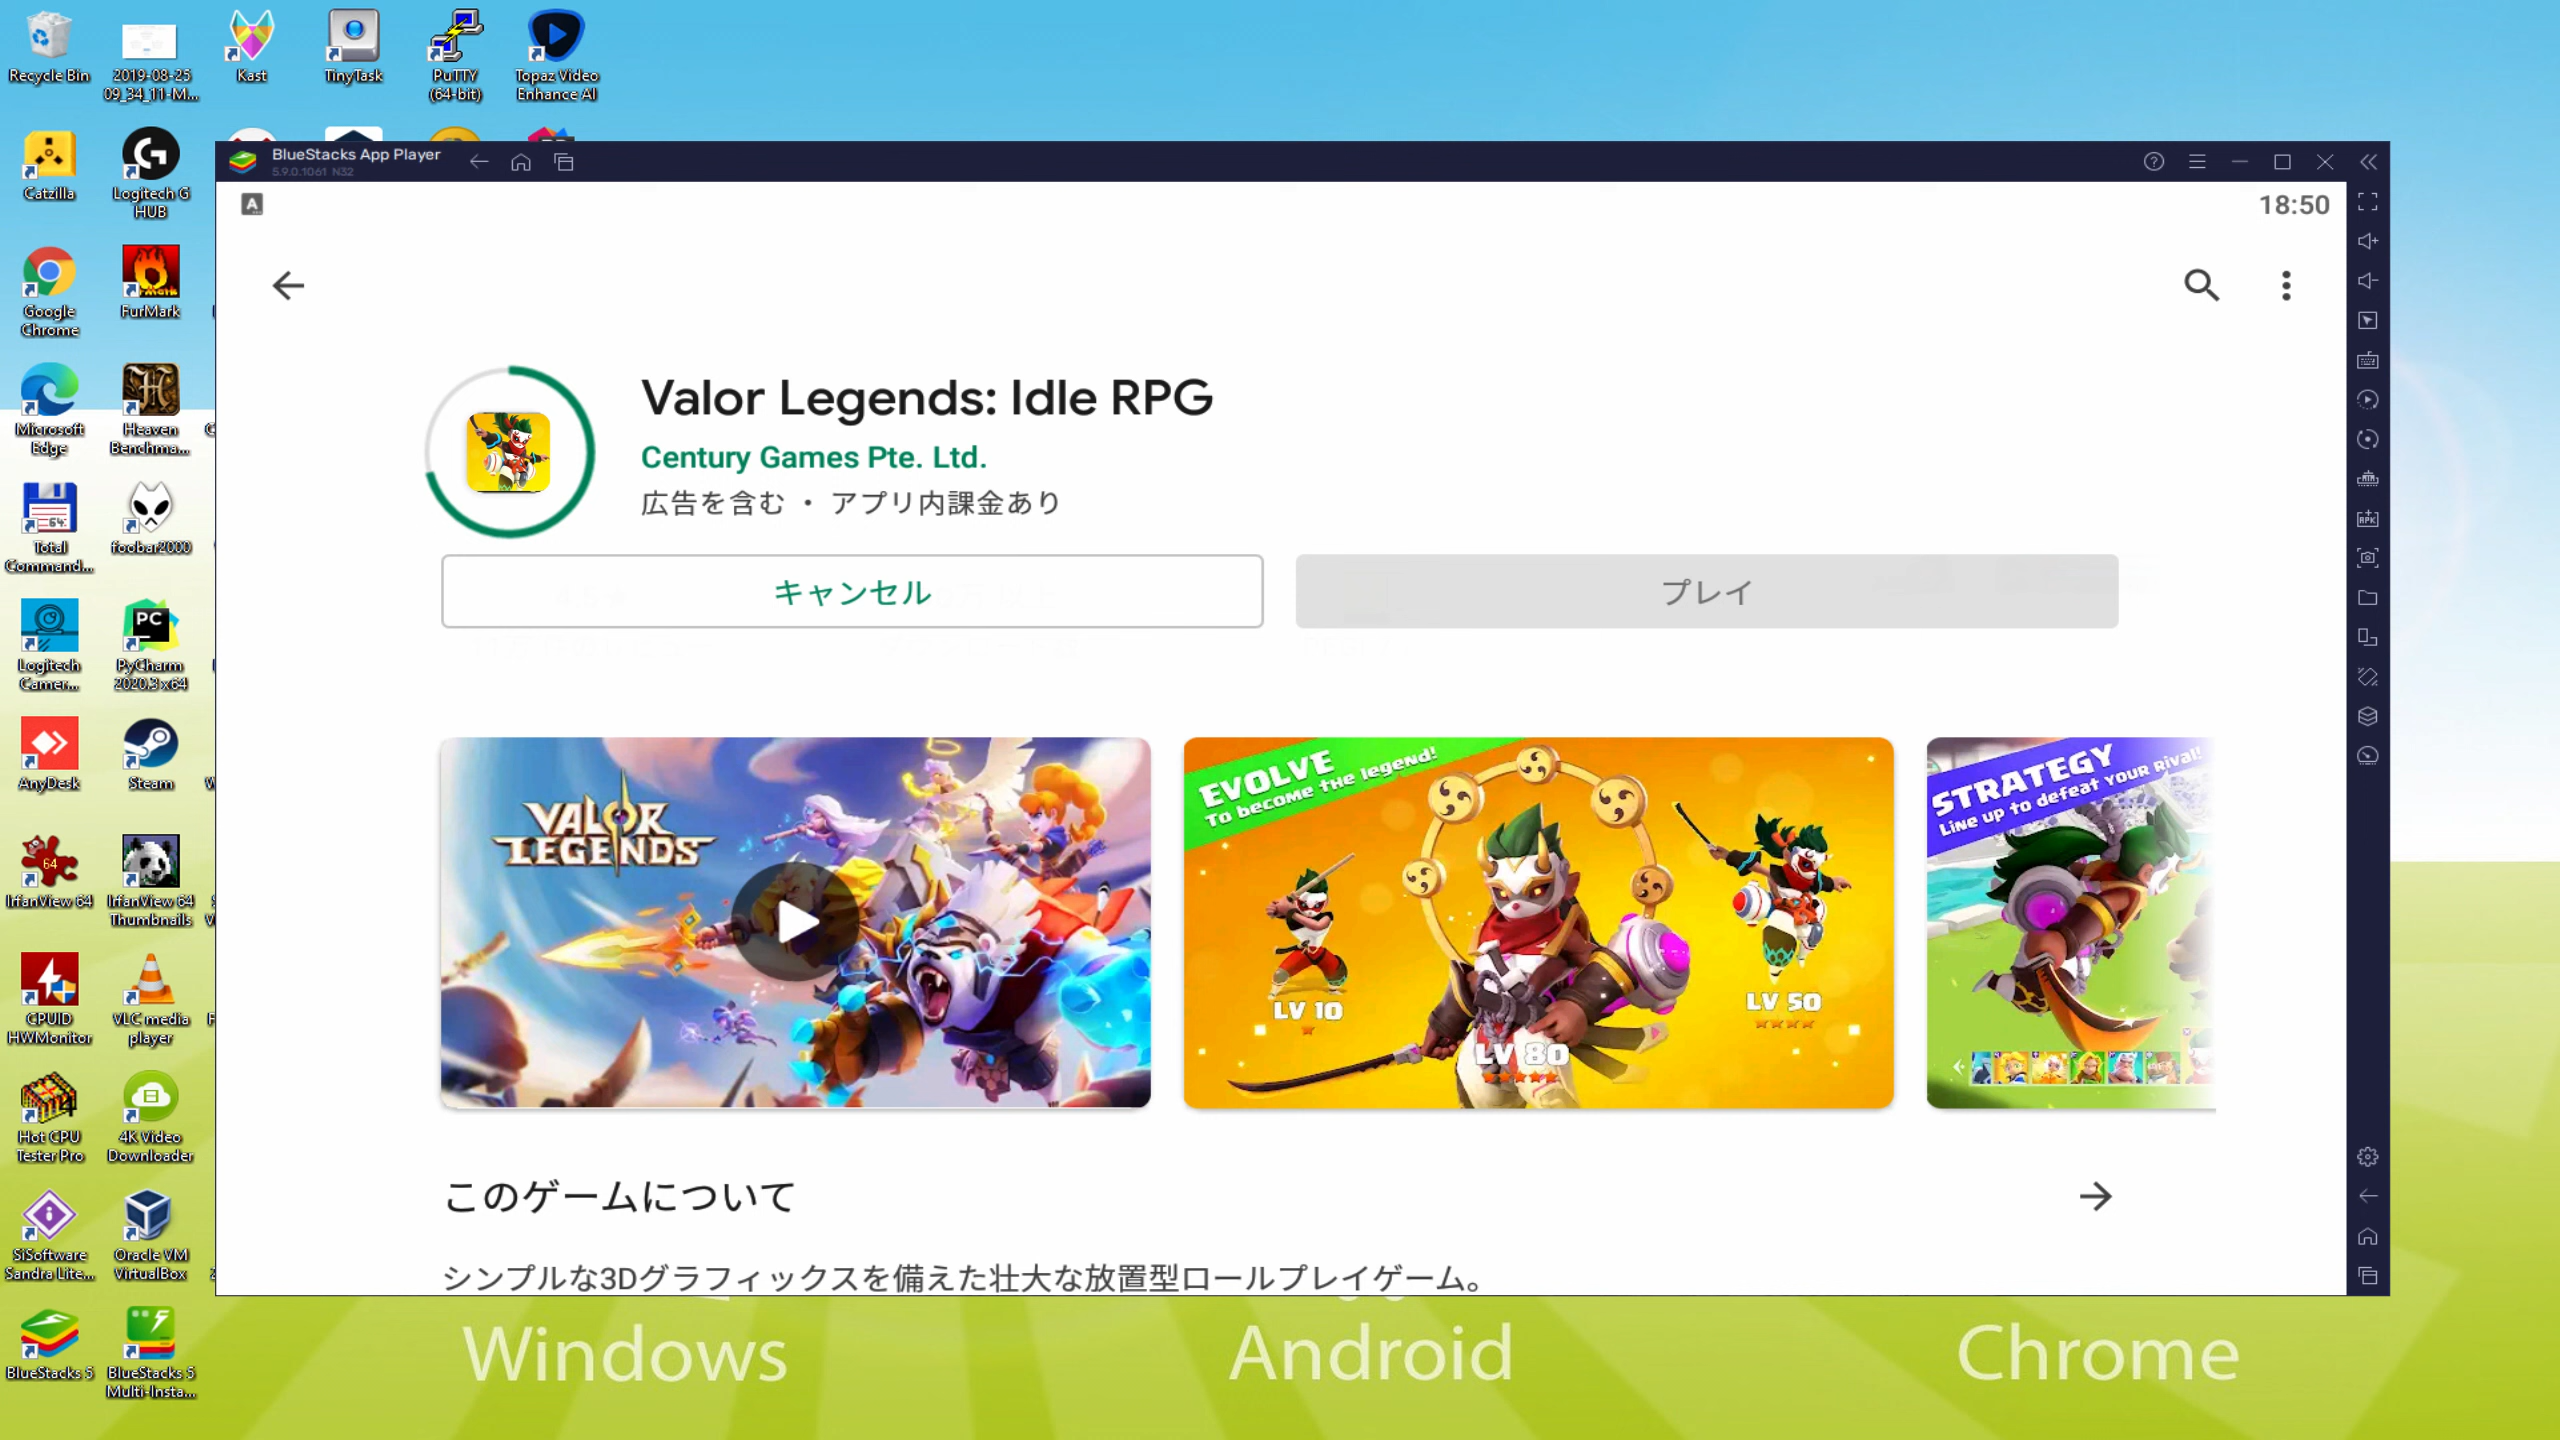 Recycle Bin
2019-08-25
09_34_11-M...
Kast
TinyTask
PuTTY
(64-bit)
Topaz Video
Enhance AI
Catzilla
Logitech G
HUB
Google
Chrome
FurMark
Microsoft
Edge
Heaven
Benchma...
Total
Command...
foobar2000
Logitech
Camer...
PC
PyCharm
2020.3 x64
AnyDesk
Steam
64
IrfanView 64
IrfanView 64
Thumbnails
CPUID
HWMonitor
VLC media
player
Hot CPU
Tester Pro
4K Video
Downloader
SiSoftware
Sandra Lite...
Oracle VM
VirtualBox
BlueStacks 5
BlueStacks 5
Multi-Insta...
BlueStacks App Player
5.9.0.1061 N32
A
18:50
Valor Legends: Idle RPG
Century Games Pte. Ltd.
広告を含む ・ アプリ内課金あり
キャンセル
プレイ
VALOR
LEGENDS
EVOLVE
To become the legend!
LV 10
LV 80
LV 50
STRATEGY
Line up to defeat your rival!
このゲームについて
シンプルな3Dグラフィックスを備えた壮大な放置型ロールプレイゲーム。
Windows
Android
Chrome